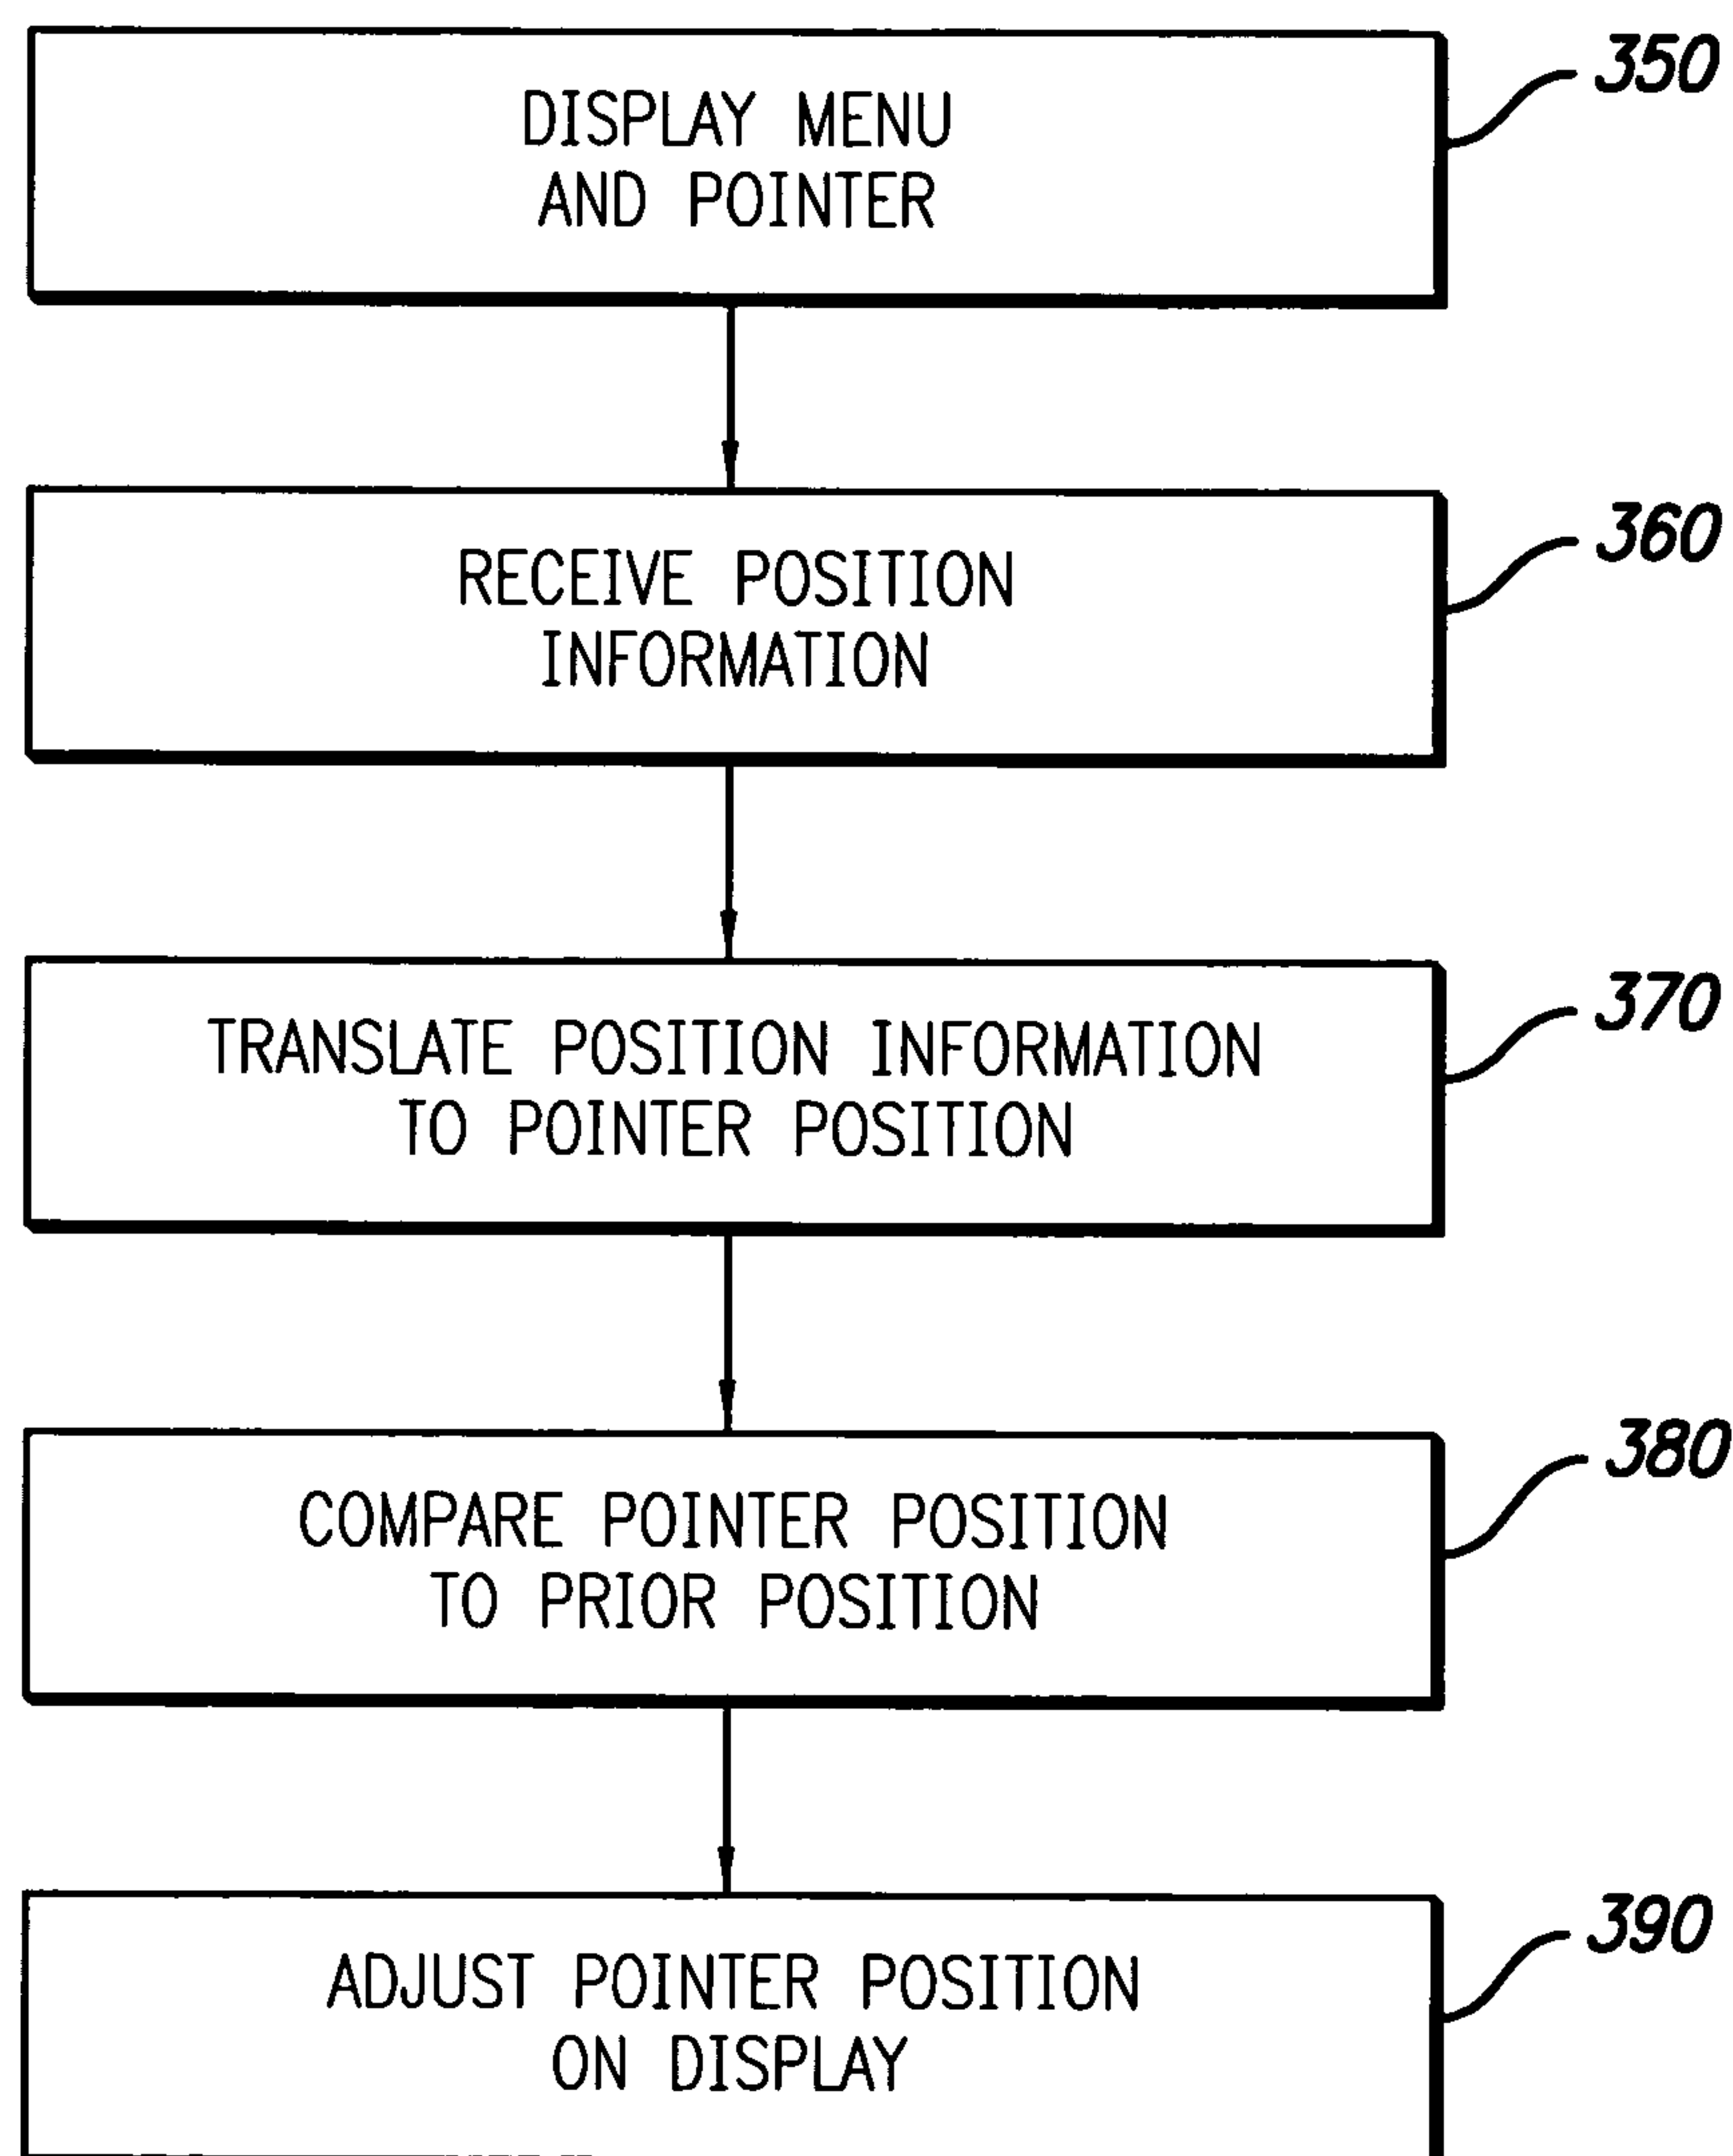 DISPLAY MENU
AND POINTER
350
RECEIVE POSITION
INFORMATION
360
TRANSLATE POSITION INFORMATION
TO POINTER POSITION
370
COMPARE POINTER POSITION
TO PRIOR POSITION
380
ADJUST POINTER POSITION
ON DISPLAY
390